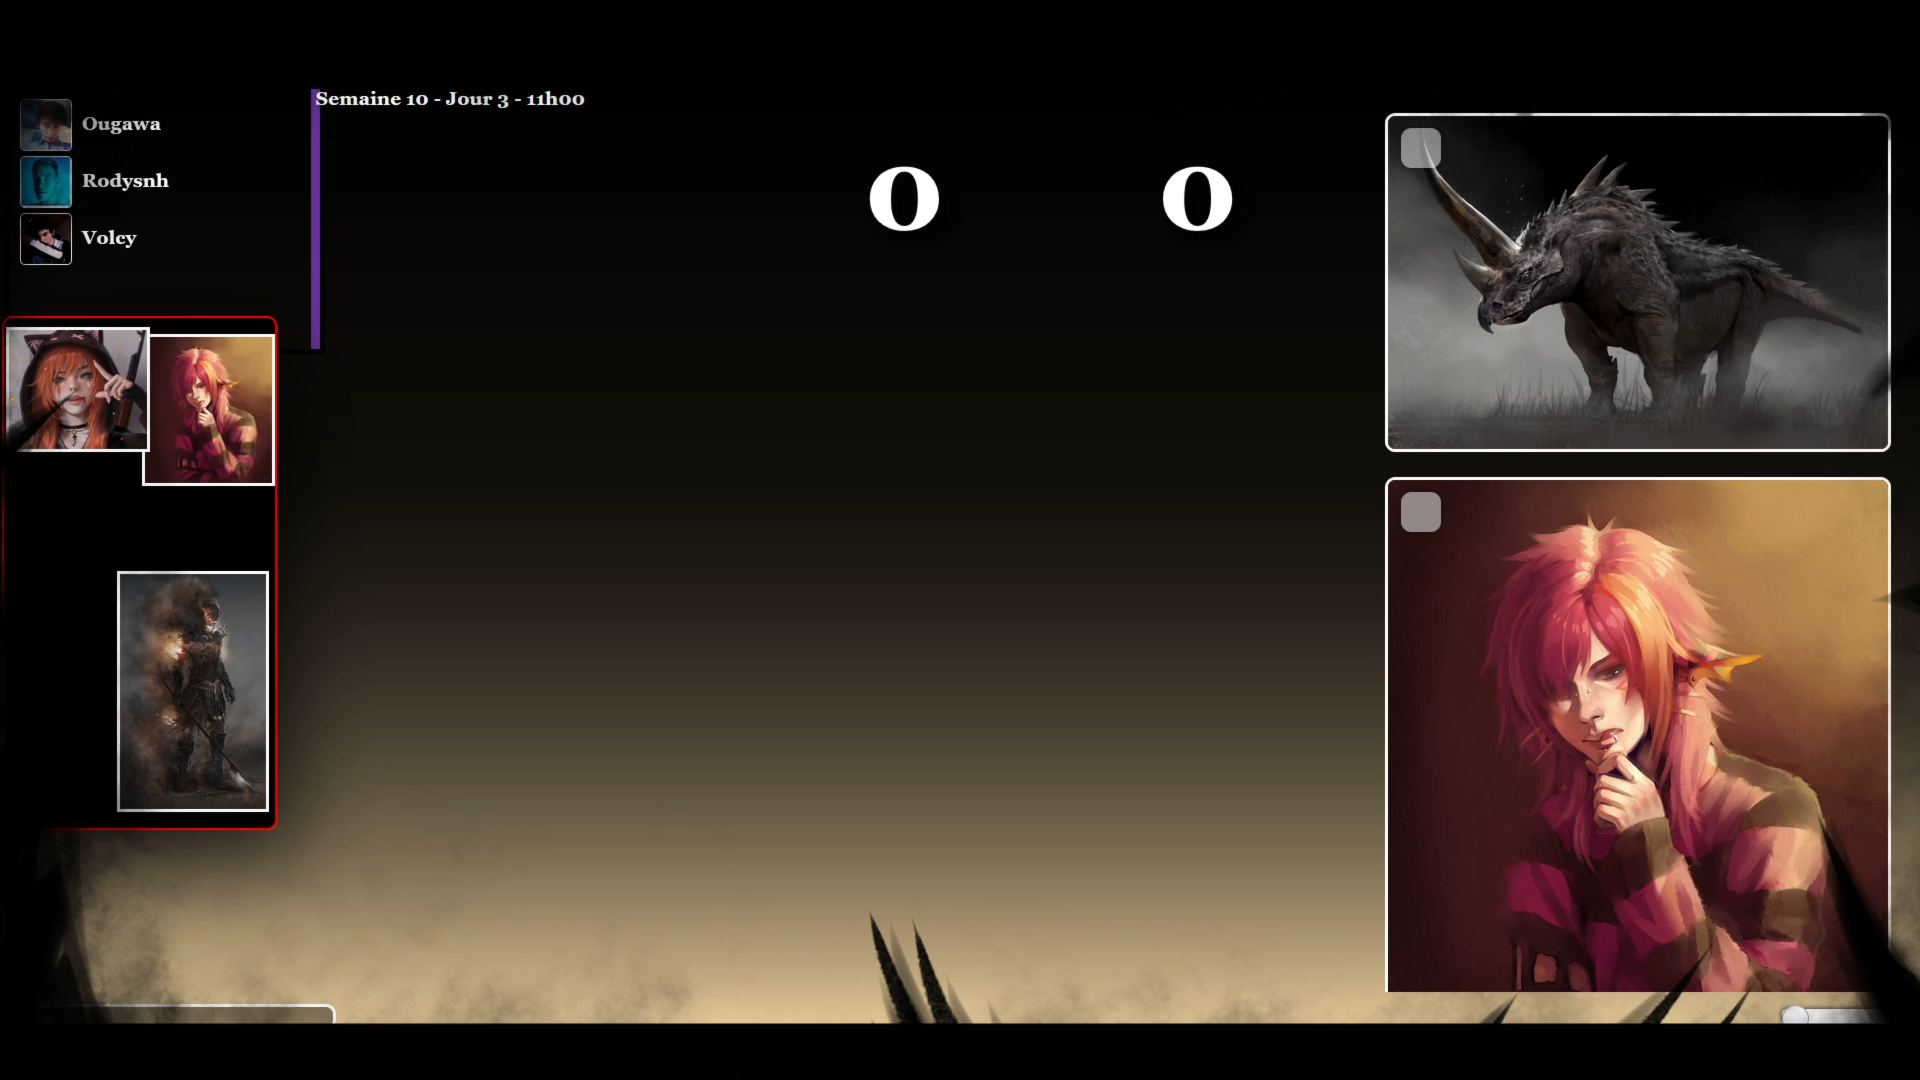 Semaine 10 - Jour 3 - 11h00
Ougawa
Rodysnh
Volcy
0
0